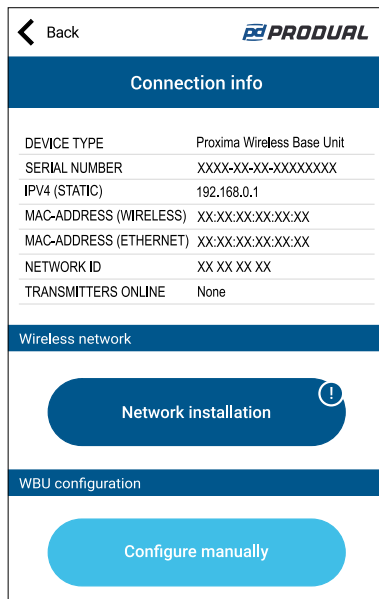 Back
pd PRODUAL
Connection info
DEVICE TYPE Proxima Wireless Base Unit
SERIAL NUMBER XXXX-XX-XX-XXXXXXXX
IPV4 (STATIC) 192.168.0.1
MAC-ADDRESS (WIRELESS) XX:XX:XX:XX:XX:XX
MAC-ADDRESS (ETHERNET) XX:XX:XX:XX:XX:XX
NETWORK ID XX XX XX XX
TRANSMITTERS ONLINE None
Wireless network
Network installation !
WBU configuration
Configure manually